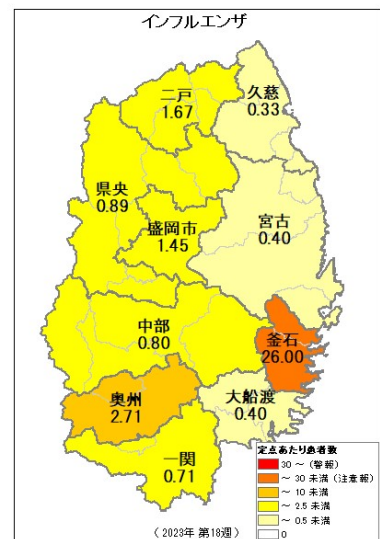 インフルエンザ
二戸
1.67
久慈
0.33
県央
0.89
盛岡市
1.45
宮古
0.40
中部
0.80
釜石
26.00
奥州
2.71
大船渡
0.40
一関
0.71
定点あたり患者数
30 ～ (警報)
～ 30 未満 (注意報)
～ 10 未満
～ 2.5 未満
～ 0.5 未満
0
( 2023年 第18週 )